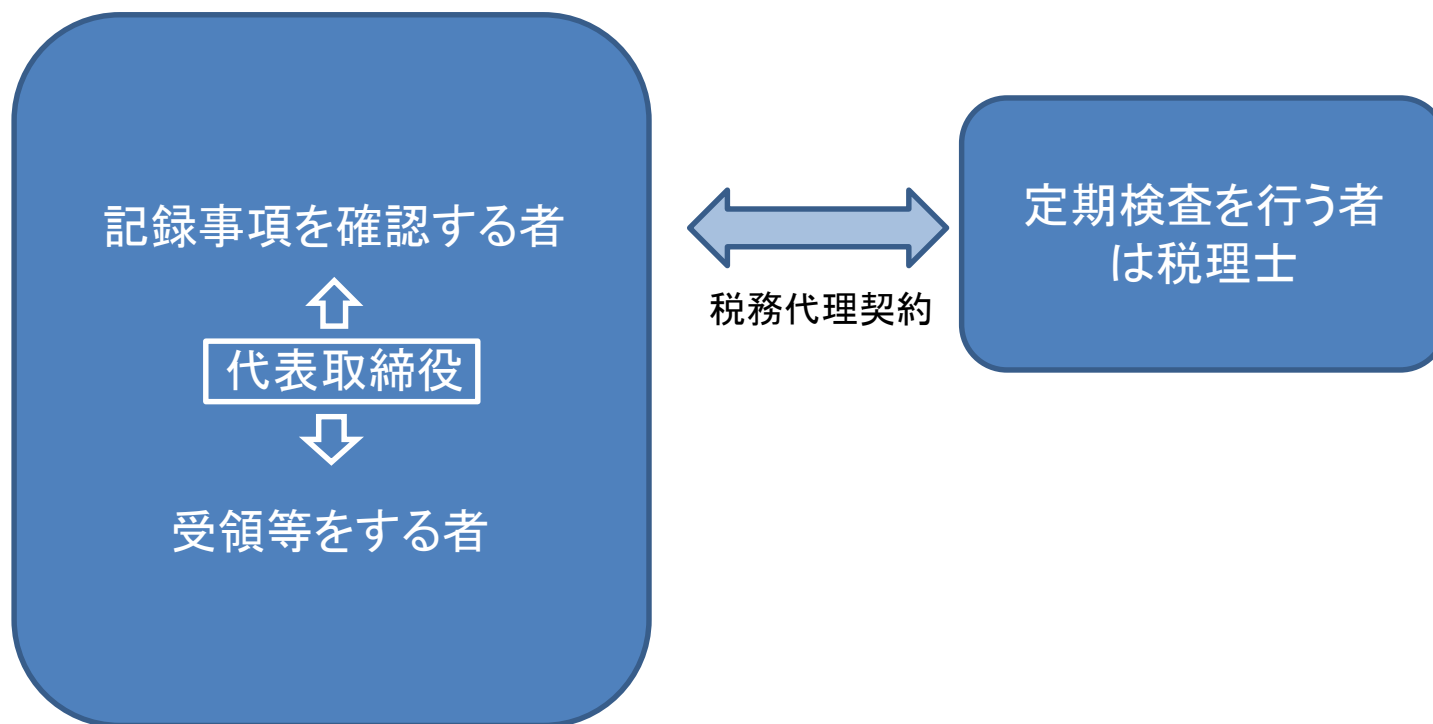 記録事項を確認する者
代表取締役
受領等をする者
税務代理契約
定期検査を行う者
は税理士